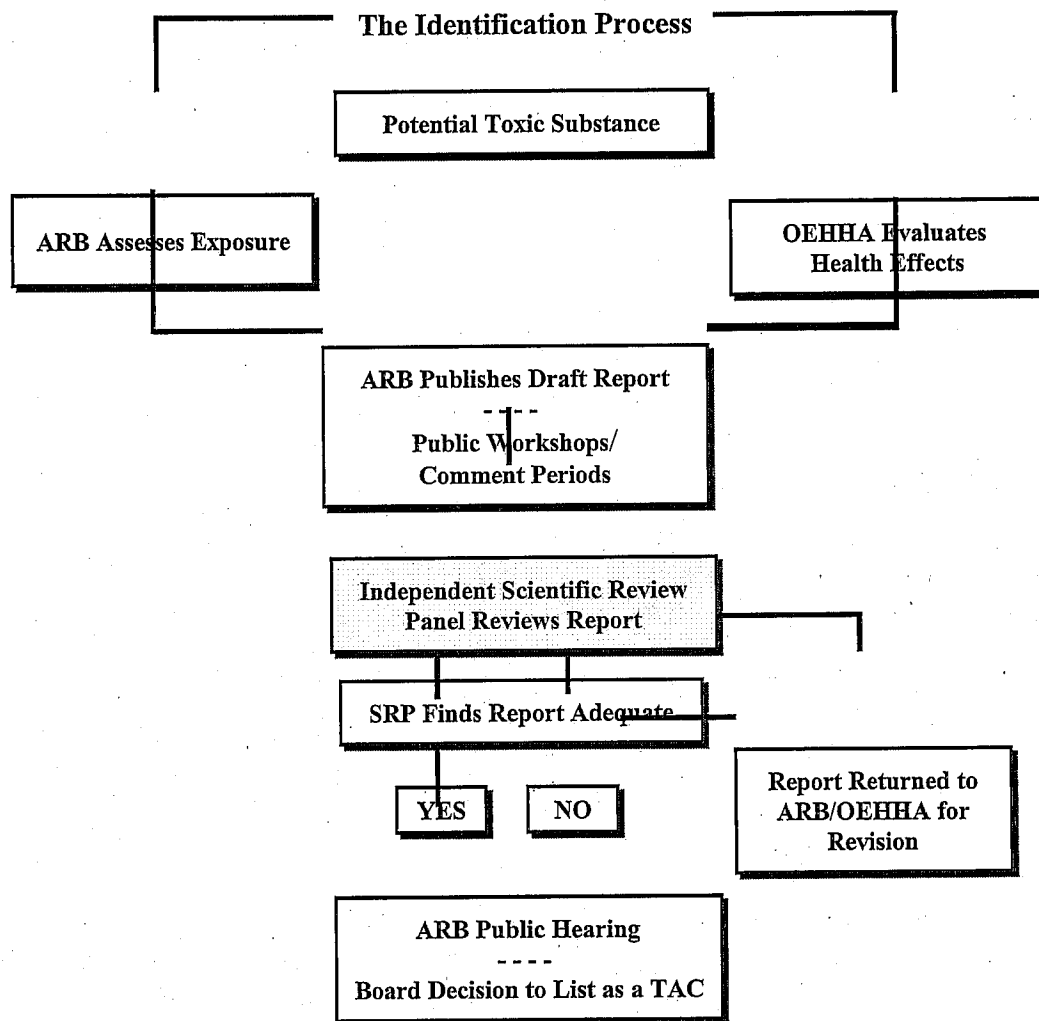 The Identification Process
Potential Toxic Substance
ARB Assesses Exposure
OEHHA Evaluates
Health Effects
ARB Publishes Draft Report
----
Public Workshops/
Comment Periods
Independent Scientific Review
Panel Reviews Report
SRP Finds Report Adequate
YES
NO
Report Returned to
ARB/OEHHA for
Revision
ARB Public Hearing
----
Board Decision to List as a TAC